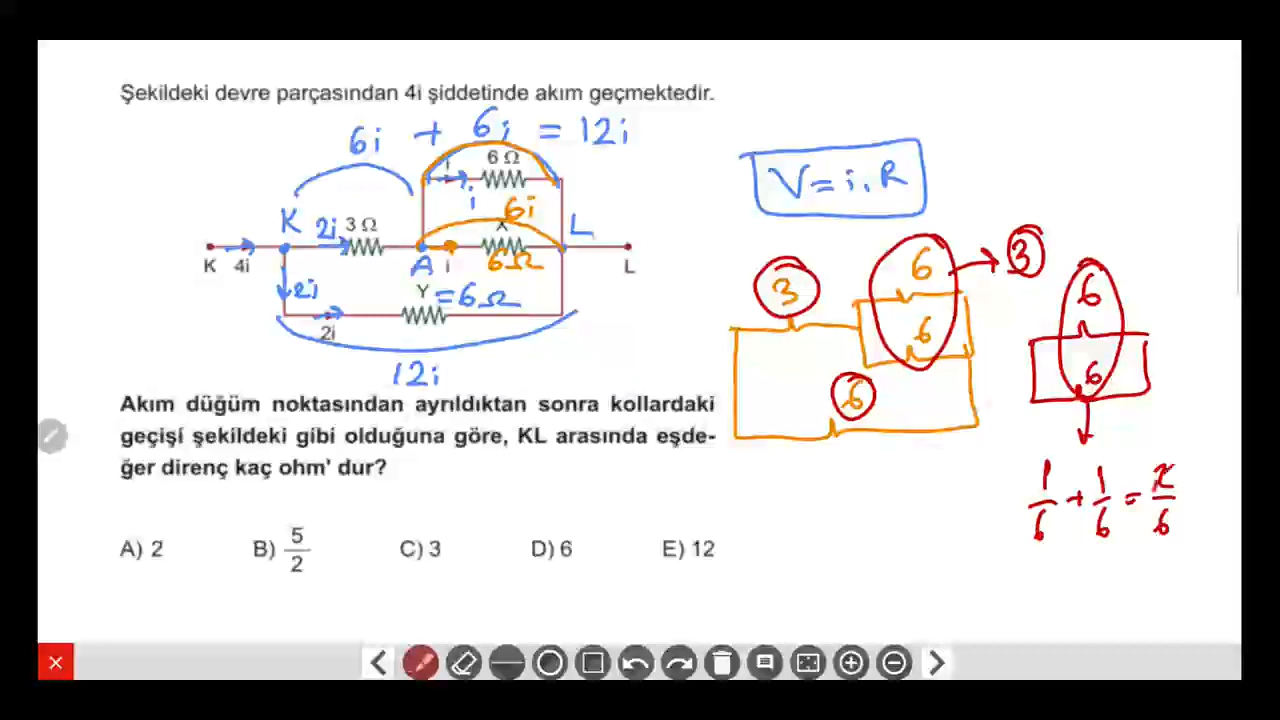 Şekildeki devre parçasından 4i şiddetinde akım geçmektedir.
6i + 6i = 12i
V = i.R
i 6 Ω
i
6i
K 2i 3 Ω X L
K 4i A i 6Ω L
2i Y = 6Ω
2i
12i
3 6 → 3
6
6
6
6
1/6 + 1/6 = 2/6
Akım düğüm noktasından ayrıldıktan sonra kollardaki
geçişi şekildeki gibi olduğuna göre, KL arasında eşde-
ğer direnç kaç ohm' dur?
A) 2 B) 5/2 C) 3 D) 6 E) 12